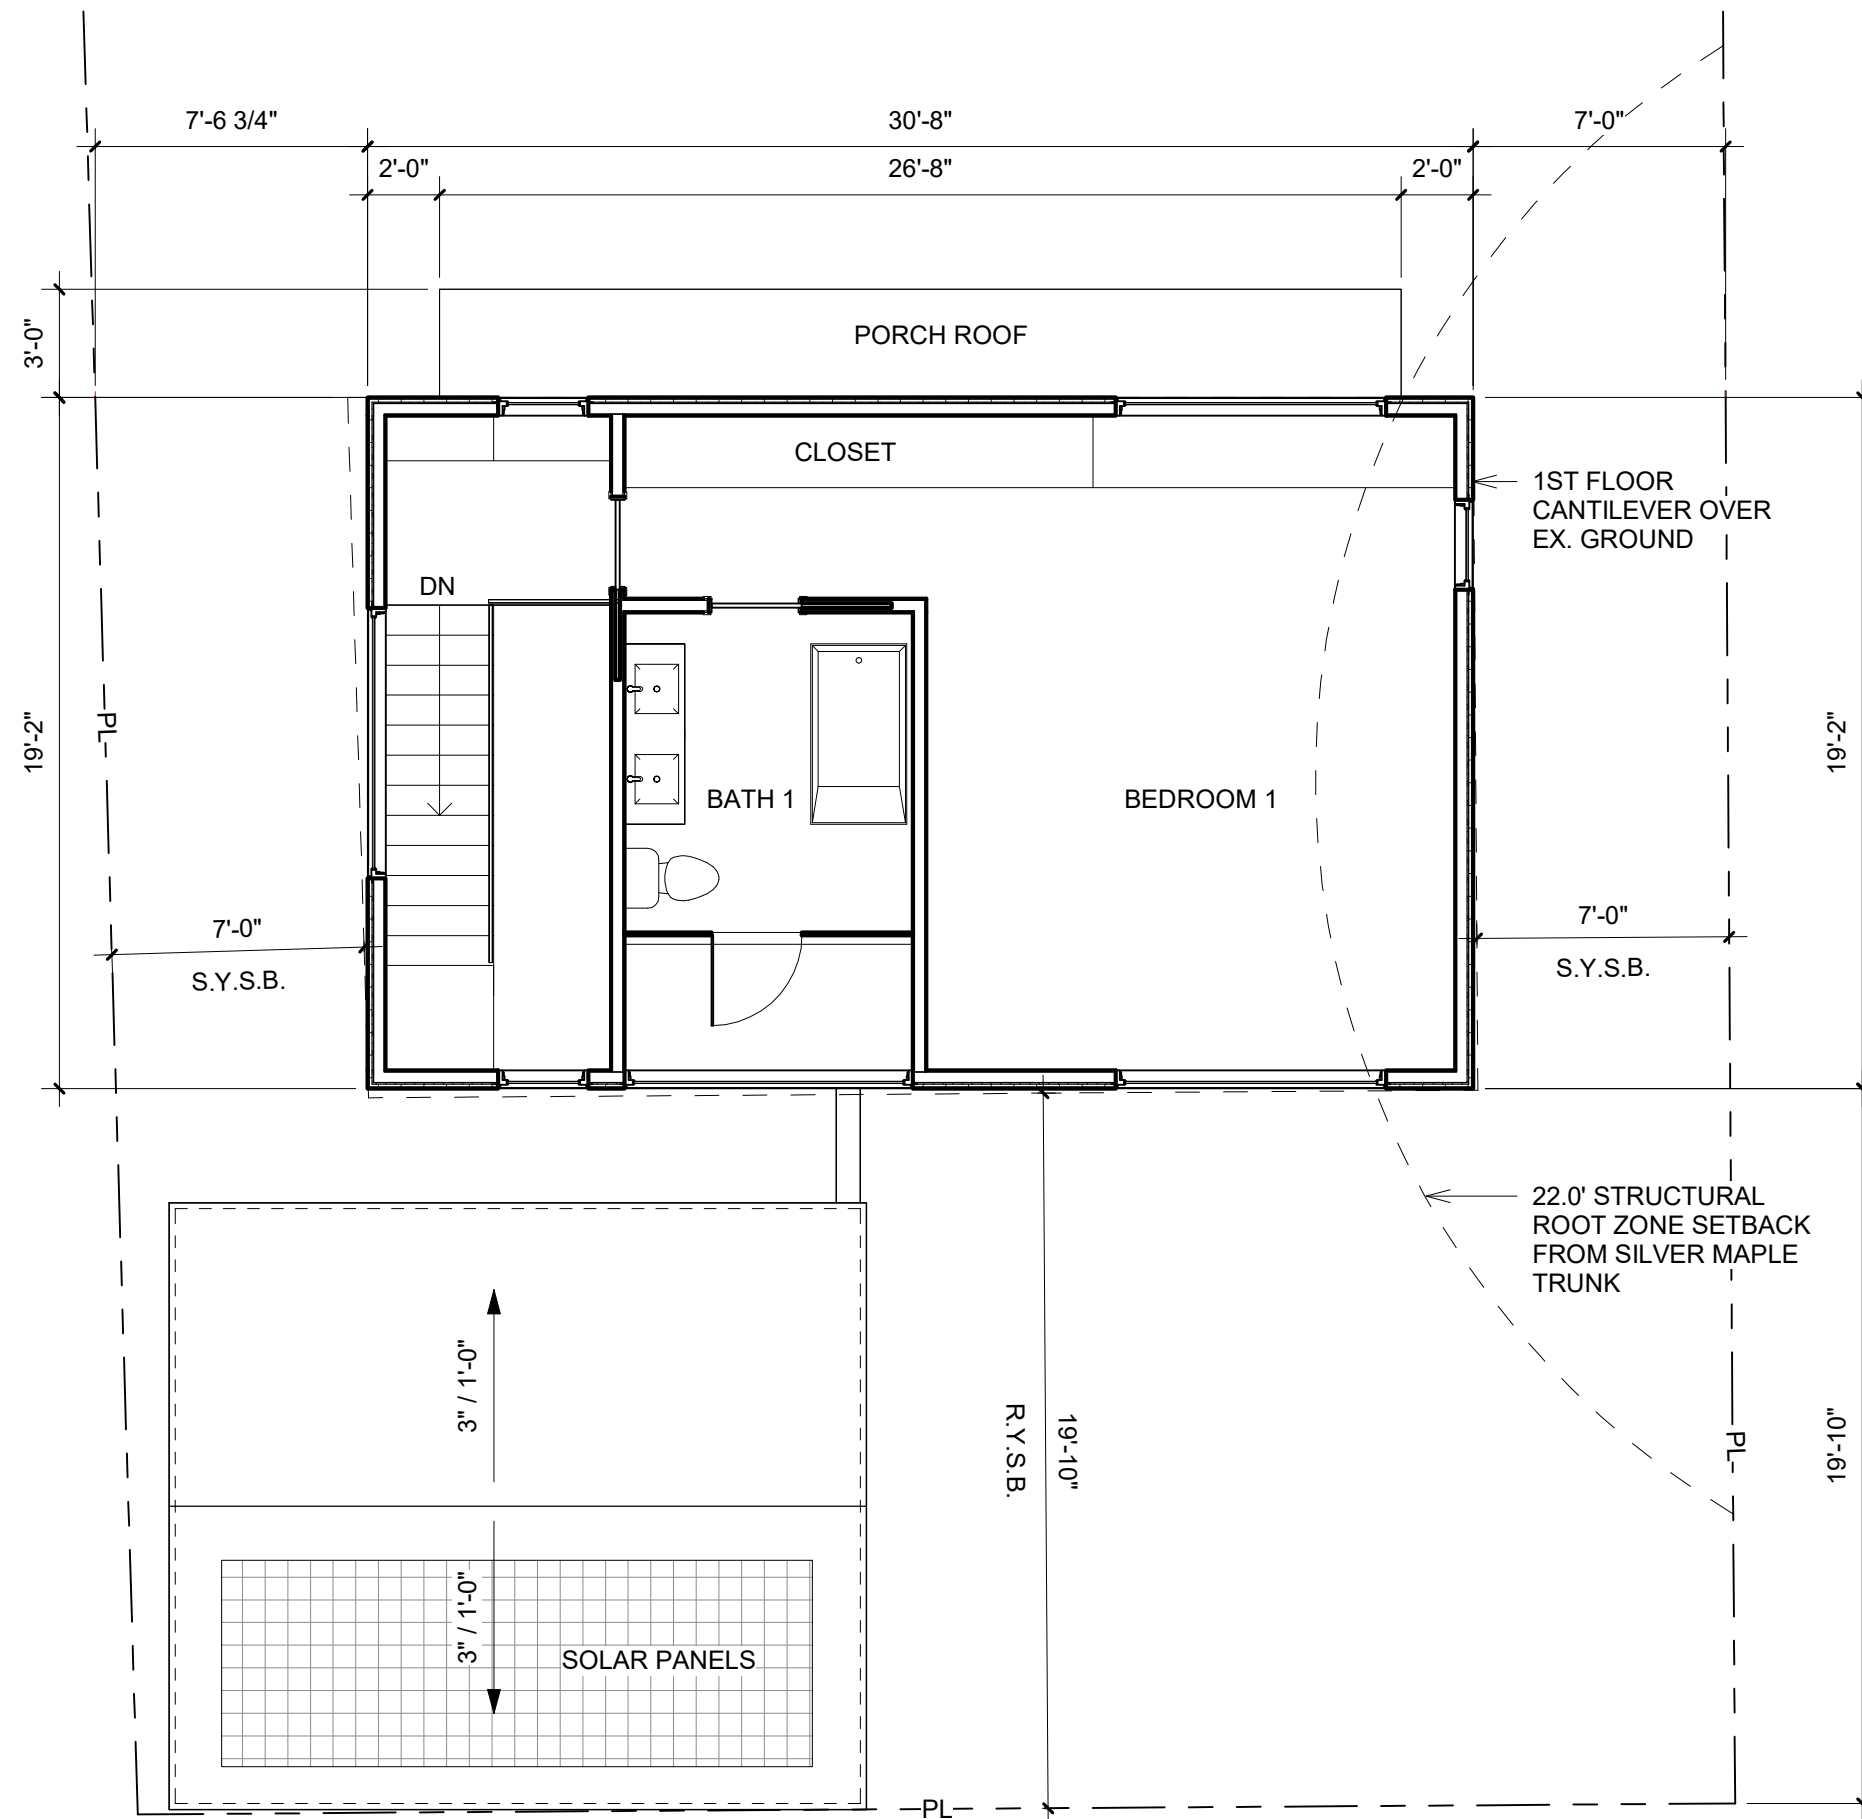 7'-6 3/4"
30'-8"
7'-0"
2'-0"
26'-8"
2'-0"
3'-0"
PORCH ROOF
CLOSET
1ST FLOOR
CANTILEVER OVER
EX. GROUND
DN
19'-2"
PL
19'-2"
BATH 1
BEDROOM 1
7'-0"
S.Y.S.B.
7'-0"
S.Y.S.B.
22.0' STRUCTURAL
ROOT ZONE SETBACK
FROM SILVER MAPLE
TRUNK
3" / 1'-0"
R.Y.S.B.
19'-10"
PL
19'-10"
3" / 1'-0"
SOLAR PANELS
PL